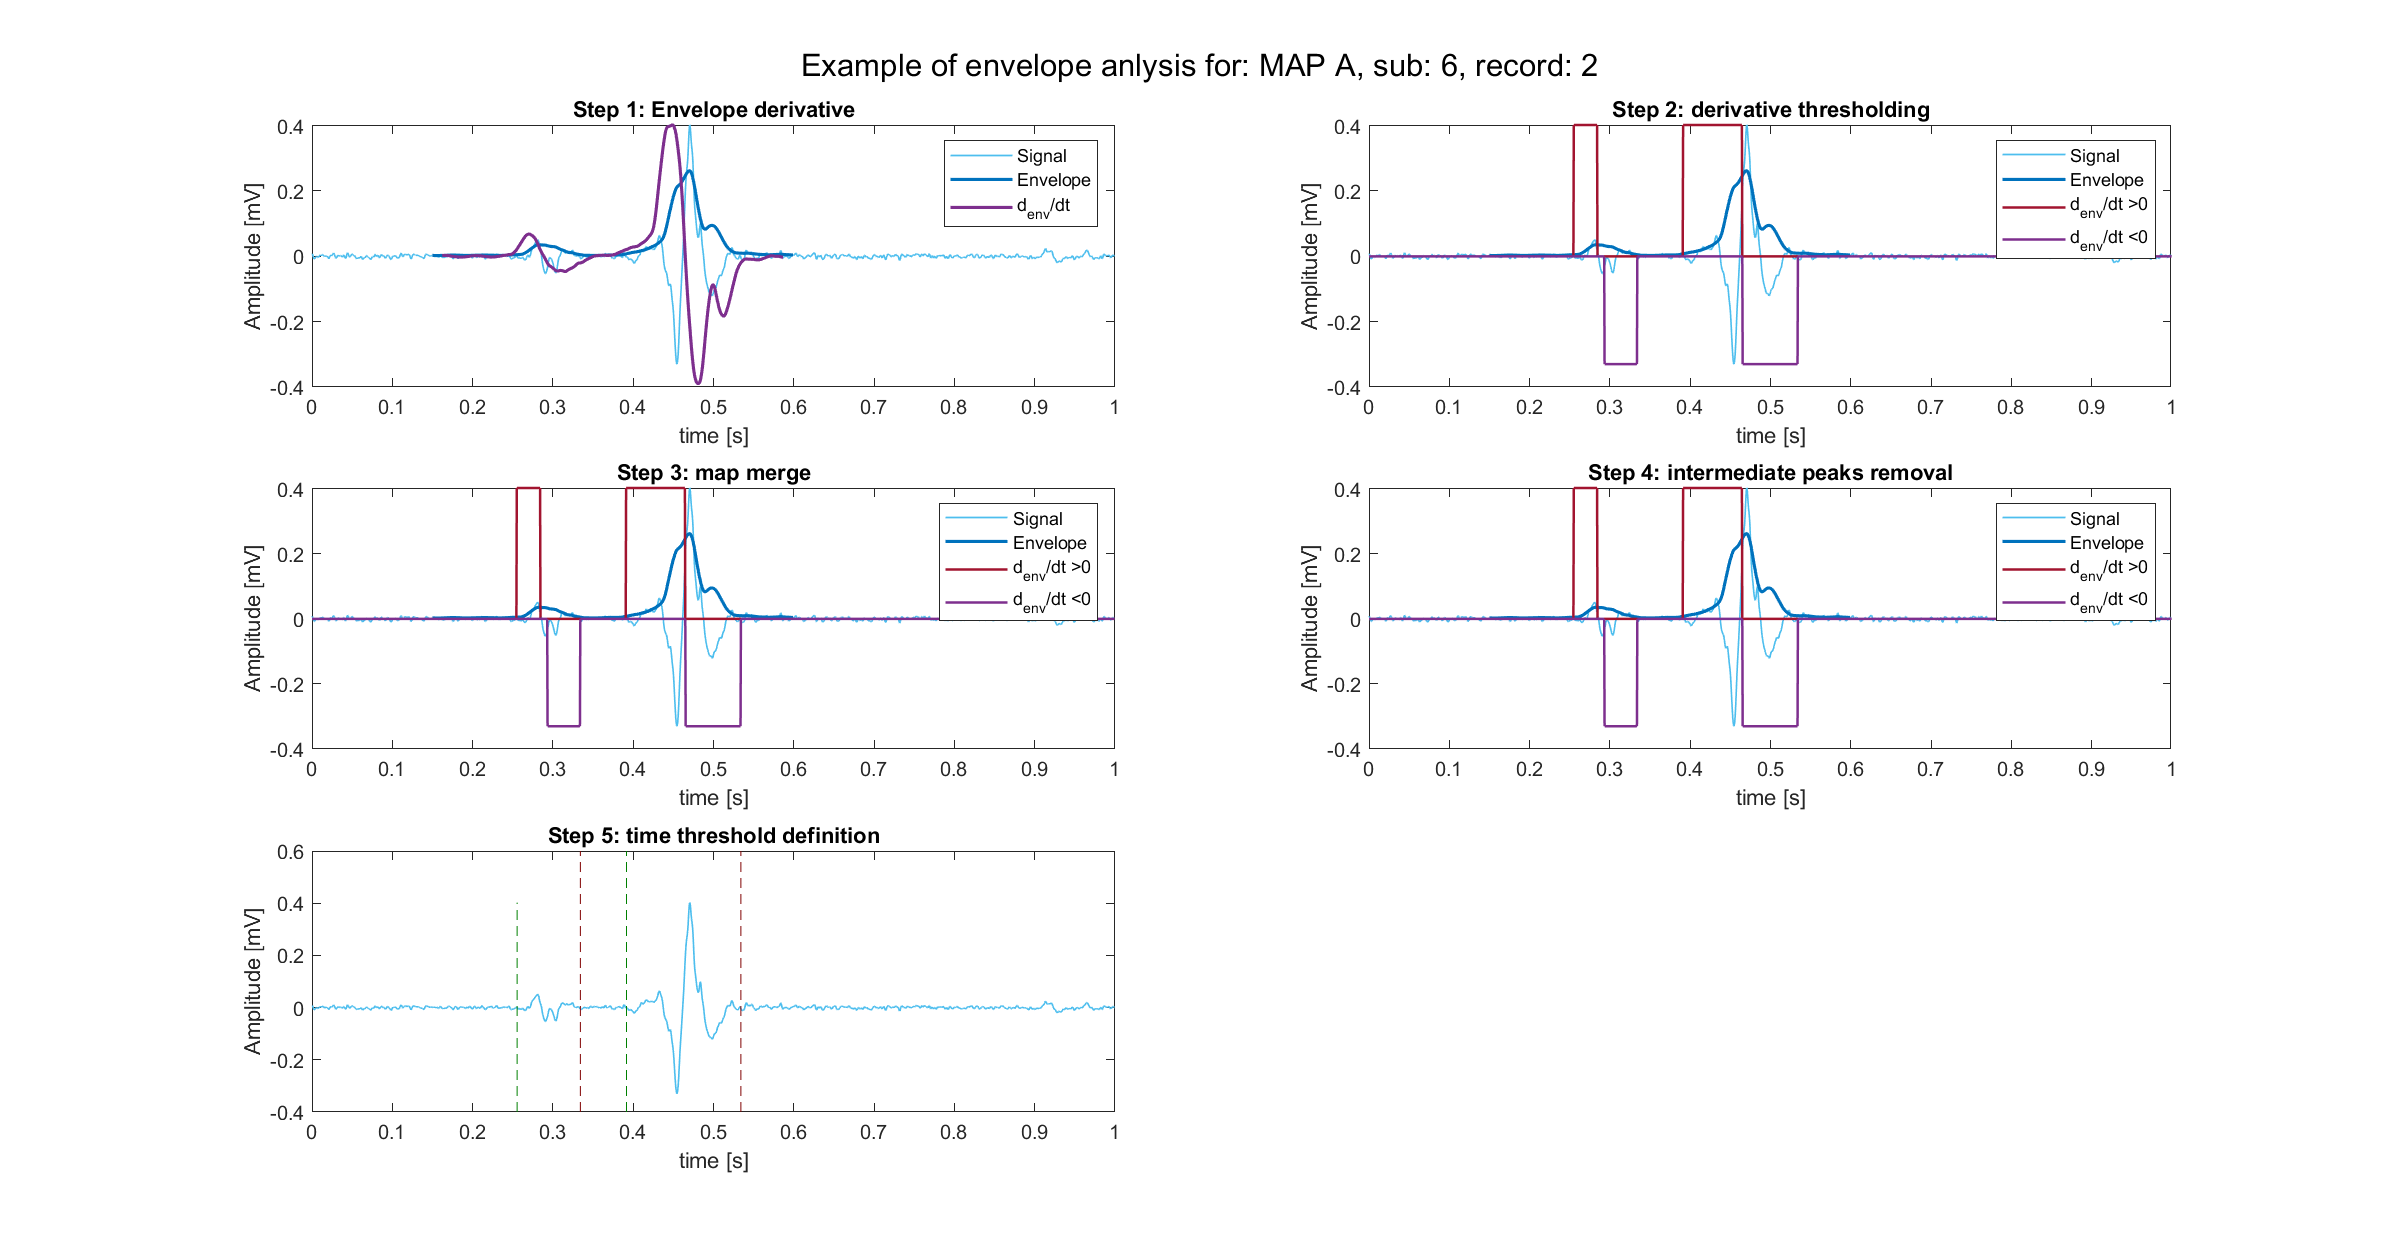 Example of envelope anlysis for: MAP A, sub: 6, record: 2
Step 1: Envelope derivative
Amplitude [mV]
0.4
0.2
0
-0.2
-0.4
Signal
Envelope
d_env/dt
0 0.1 0.2 0.3 0.4 0.5 0.6 0.7 0.8 0.9 1
time [s]
Step 2: derivative thresholding
Amplitude [mV]
0.4
0.2
0
-0.2
-0.4
Signal
Envelope
d_env/dt >0
d_env/dt <0
0 0.1 0.2 0.3 0.4 0.5 0.6 0.7 0.8 0.9 1
time [s]
Step 3: map merge
Amplitude [mV]
0.4
0.2
0
-0.2
-0.4
Signal
Envelope
d_env/dt >0
d_env/dt <0
0 0.1 0.2 0.3 0.4 0.5 0.6 0.7 0.8 0.9 1
time [s]
Step 4: intermediate peaks removal
Amplitude [mV]
0.4
0.2
0
-0.2
-0.4
Signal
Envelope
d_env/dt >0
d_env/dt <0
0 0.1 0.2 0.3 0.4 0.5 0.6 0.7 0.8 0.9 1
time [s]
Step 5: time threshold definition
Amplitude [mV]
0.6
0.4
0.2
0
-0.2
-0.4
0 0.1 0.2 0.3 0.4 0.5 0.6 0.7 0.8 0.9 1
time [s]